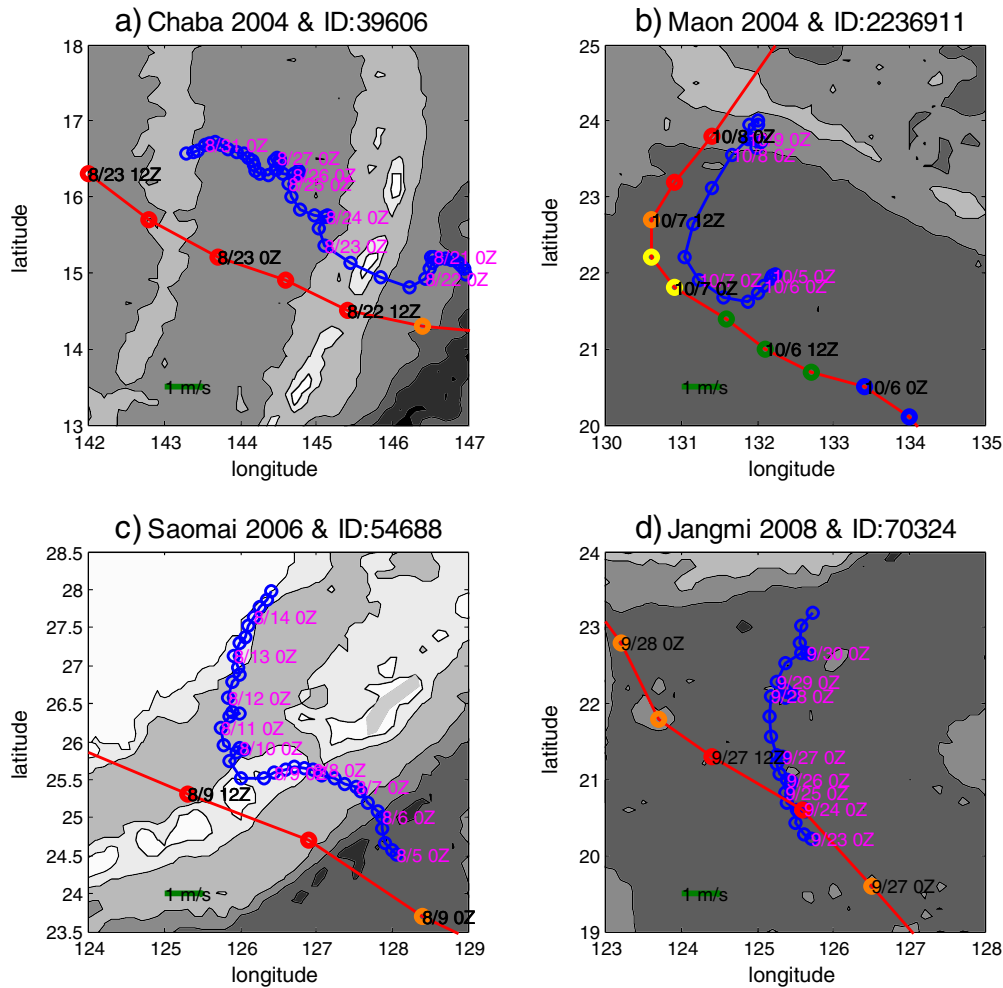 a) Chaba 2004 & ID:39606
18
17
16
15
14
13
142
143
144
145
146
147
latitude
longitude
8/23 12Z
8/23 0Z
8/22 12Z
8/31 0Z
8/27 0Z
8/26 0Z
8/25 0Z
8/24 0Z
8/23 0Z
8/22 0Z
8/21 0Z
1 m/s
b) Maon 2004 & ID:2236911
25
24
23
22
21
20
130
131
132
133
134
135
latitude
longitude
10/8 0Z
10/9 0Z
10/8 0Z
10/7 12Z
10/7 0Z
10/5 0Z
10/6 0Z
10/7 0Z
10/6 12Z
10/6 0Z
1 m/s
c) Saomai 2006 & ID:54688
28.5
28
27.5
27
26.5
26
25.5
25
24.5
24
23.5
124
125
126
127
128
129
latitude
longitude
8/14 0Z
8/13 0Z
8/12 0Z
8/11 0Z
8/10 0Z
8/9 0Z
8/8 0Z
8/7 0Z
8/6 0Z
8/5 0Z
8/9 12Z
8/9 0Z
1 m/s
d) Jangmi 2008 & ID:70324
24
23
22
21
20
19
123
124
125
126
127
128
latitude
longitude
9/28 0Z
9/30 0Z
9/29 0Z
9/28 0Z
9/27 12Z
9/27 0Z
9/26 0Z
9/25 0Z
9/24 0Z
9/23 0Z
9/27 0Z
1 m/s